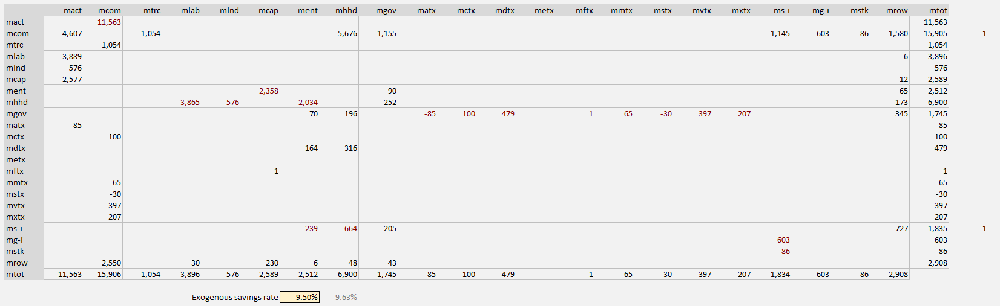 mact mcom mtrc mlab mlnd mcap ment mhhd mgov matx mctx mdtx metx mftx mmtx mstx mvtx mxtx ms-i mg-i mstk mrow mtot
mact 11,563 11,563
mcom 4,607 1,054 5,676 1,155 1,145 603 86 1,580 15,905 -1
mtrc 1,054 1,054
mlab 3,889 6 3,896
mlnd 576 576
mcap 2,577 12 2,589
ment 2,358 90 65 2,512
mhhd 3,865 576 2,034 252 173 6,900
mgov 70 196 -85 100 479 1 65 -30 397 207 345 1,745
matx -85 -85
mctx 100 100
mdtx 164 316 479
metx
mftx 1 1
mmtx 65 65
mstx -30 -30
mvtx 397 397
mxtx 207 207
ms-i 239 664 205 727 1,835 1
mg-i 603 603
mstk 86 86
mrow 2,550 30 230 6 48 43 2,908
mtot 11,563 15,906 1,054 3,896 576 2,589 2,512 6,900 1,745 -85 100 479 1 65 -30 397 207 1,834 603 86 2,908
Exogenous savings rate 9.50% 9.63%